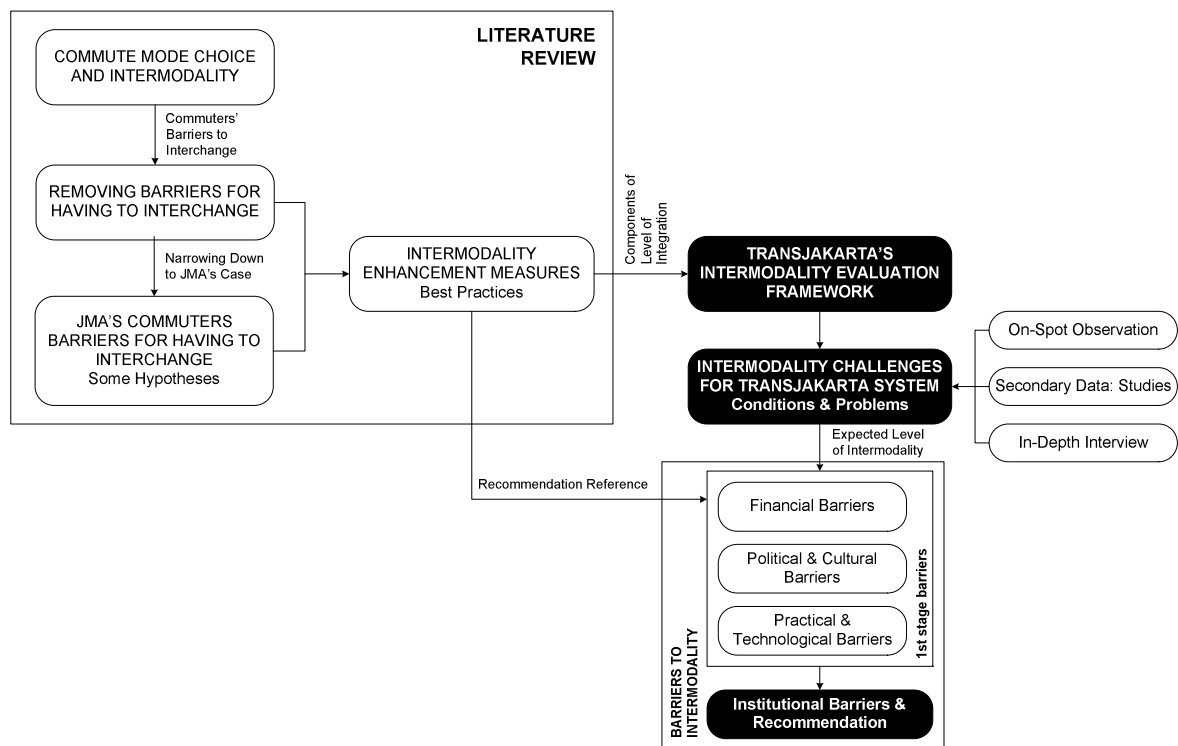 LITERATURE
REVIEW
COMMUTE MODE CHOICE
AND INTERMODALITY
Commuters'
Barriers to
Interchange
REMOVING BARRIERS FOR
HAVING TO INTERCHANGE
Narrowing Down
to JMA's Case
JMA'S COMMUTERS
BARRIERS FOR HAVING TO
INTERCHANGE
Some Hypotheses
INTERMODALITY
ENHANCEMENT MEASURES
Best Practices
Components of
Level of
Integration
TRANSJAKARTA'S
INTERMODALITY EVALUATION
FRAMEWORK
INTERMODALITY CHALLENGES
FOR TRANSJAKARTA SYSTEM
Conditions & Problems
On-Spot Observation
Secondary Data: Studies
In-Depth Interview
Expected Level
of Intermodality
Recommendation Reference
Financial Barriers
Political & Cultural
Barriers
Practical &
Technological Barriers
1st stage barriers
BARRIERS TO
INTERMODALITY
Institutional Barriers &
Recommendation